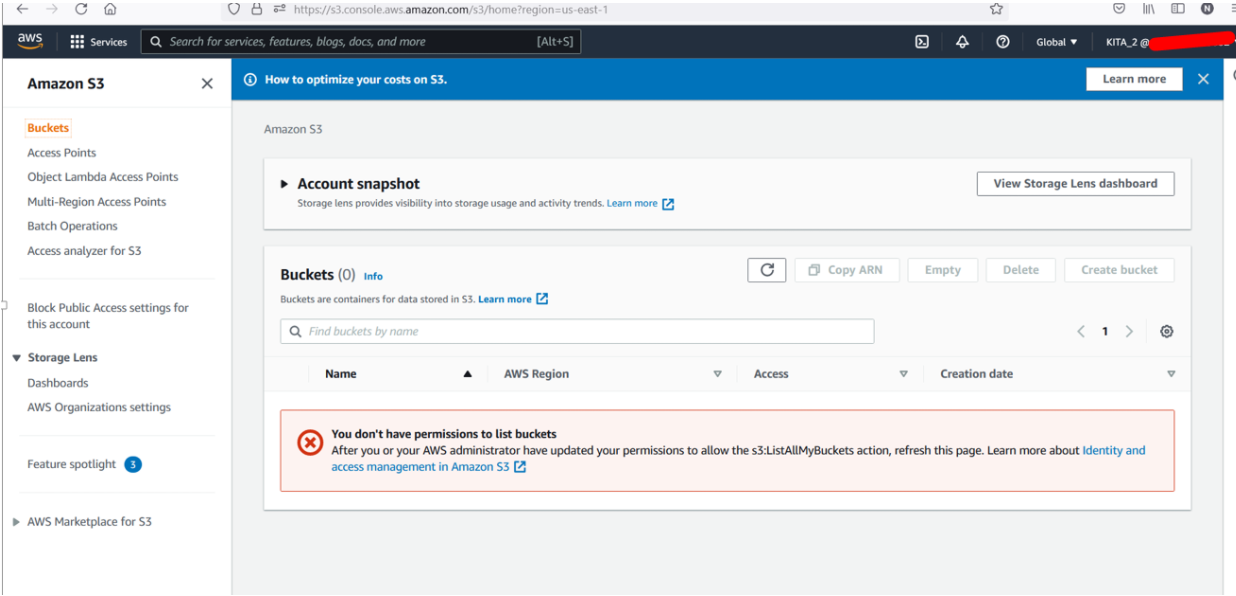 https://s3.console.aws.amazon.com/s3/home?region=us-east-1
N
aws
Services
Search for services, features, blogs, docs, and more
[Alt+S]
Global
KITA_2 @
Amazon S3
How to optimize your costs on S3.
Learn more
Buckets
Access Points
Object Lambda Access Points
Multi-Region Access Points
Batch Operations
Access analyzer for S3
Block Public Access settings for
this account
Storage Lens
Dashboards
AWS Organizations settings
Feature spotlight 3
AWS Marketplace for S3
Amazon S3
Account snapshot
View Storage Lens dashboard
Storage lens provides visibility into storage usage and activity trends. Learn more
Buckets (0) Info
Copy ARN
Empty
Delete
Create bucket
Buckets are containers for data stored in S3. Learn more
Find buckets by name
1
Name
AWS Region
Access
Creation date
You don't have permissions to list buckets
After you or your AWS administrator have updated your permissions to allow the s3:ListAllMyBuckets action, refresh this page. Learn more about Identity and
access management in Amazon S3